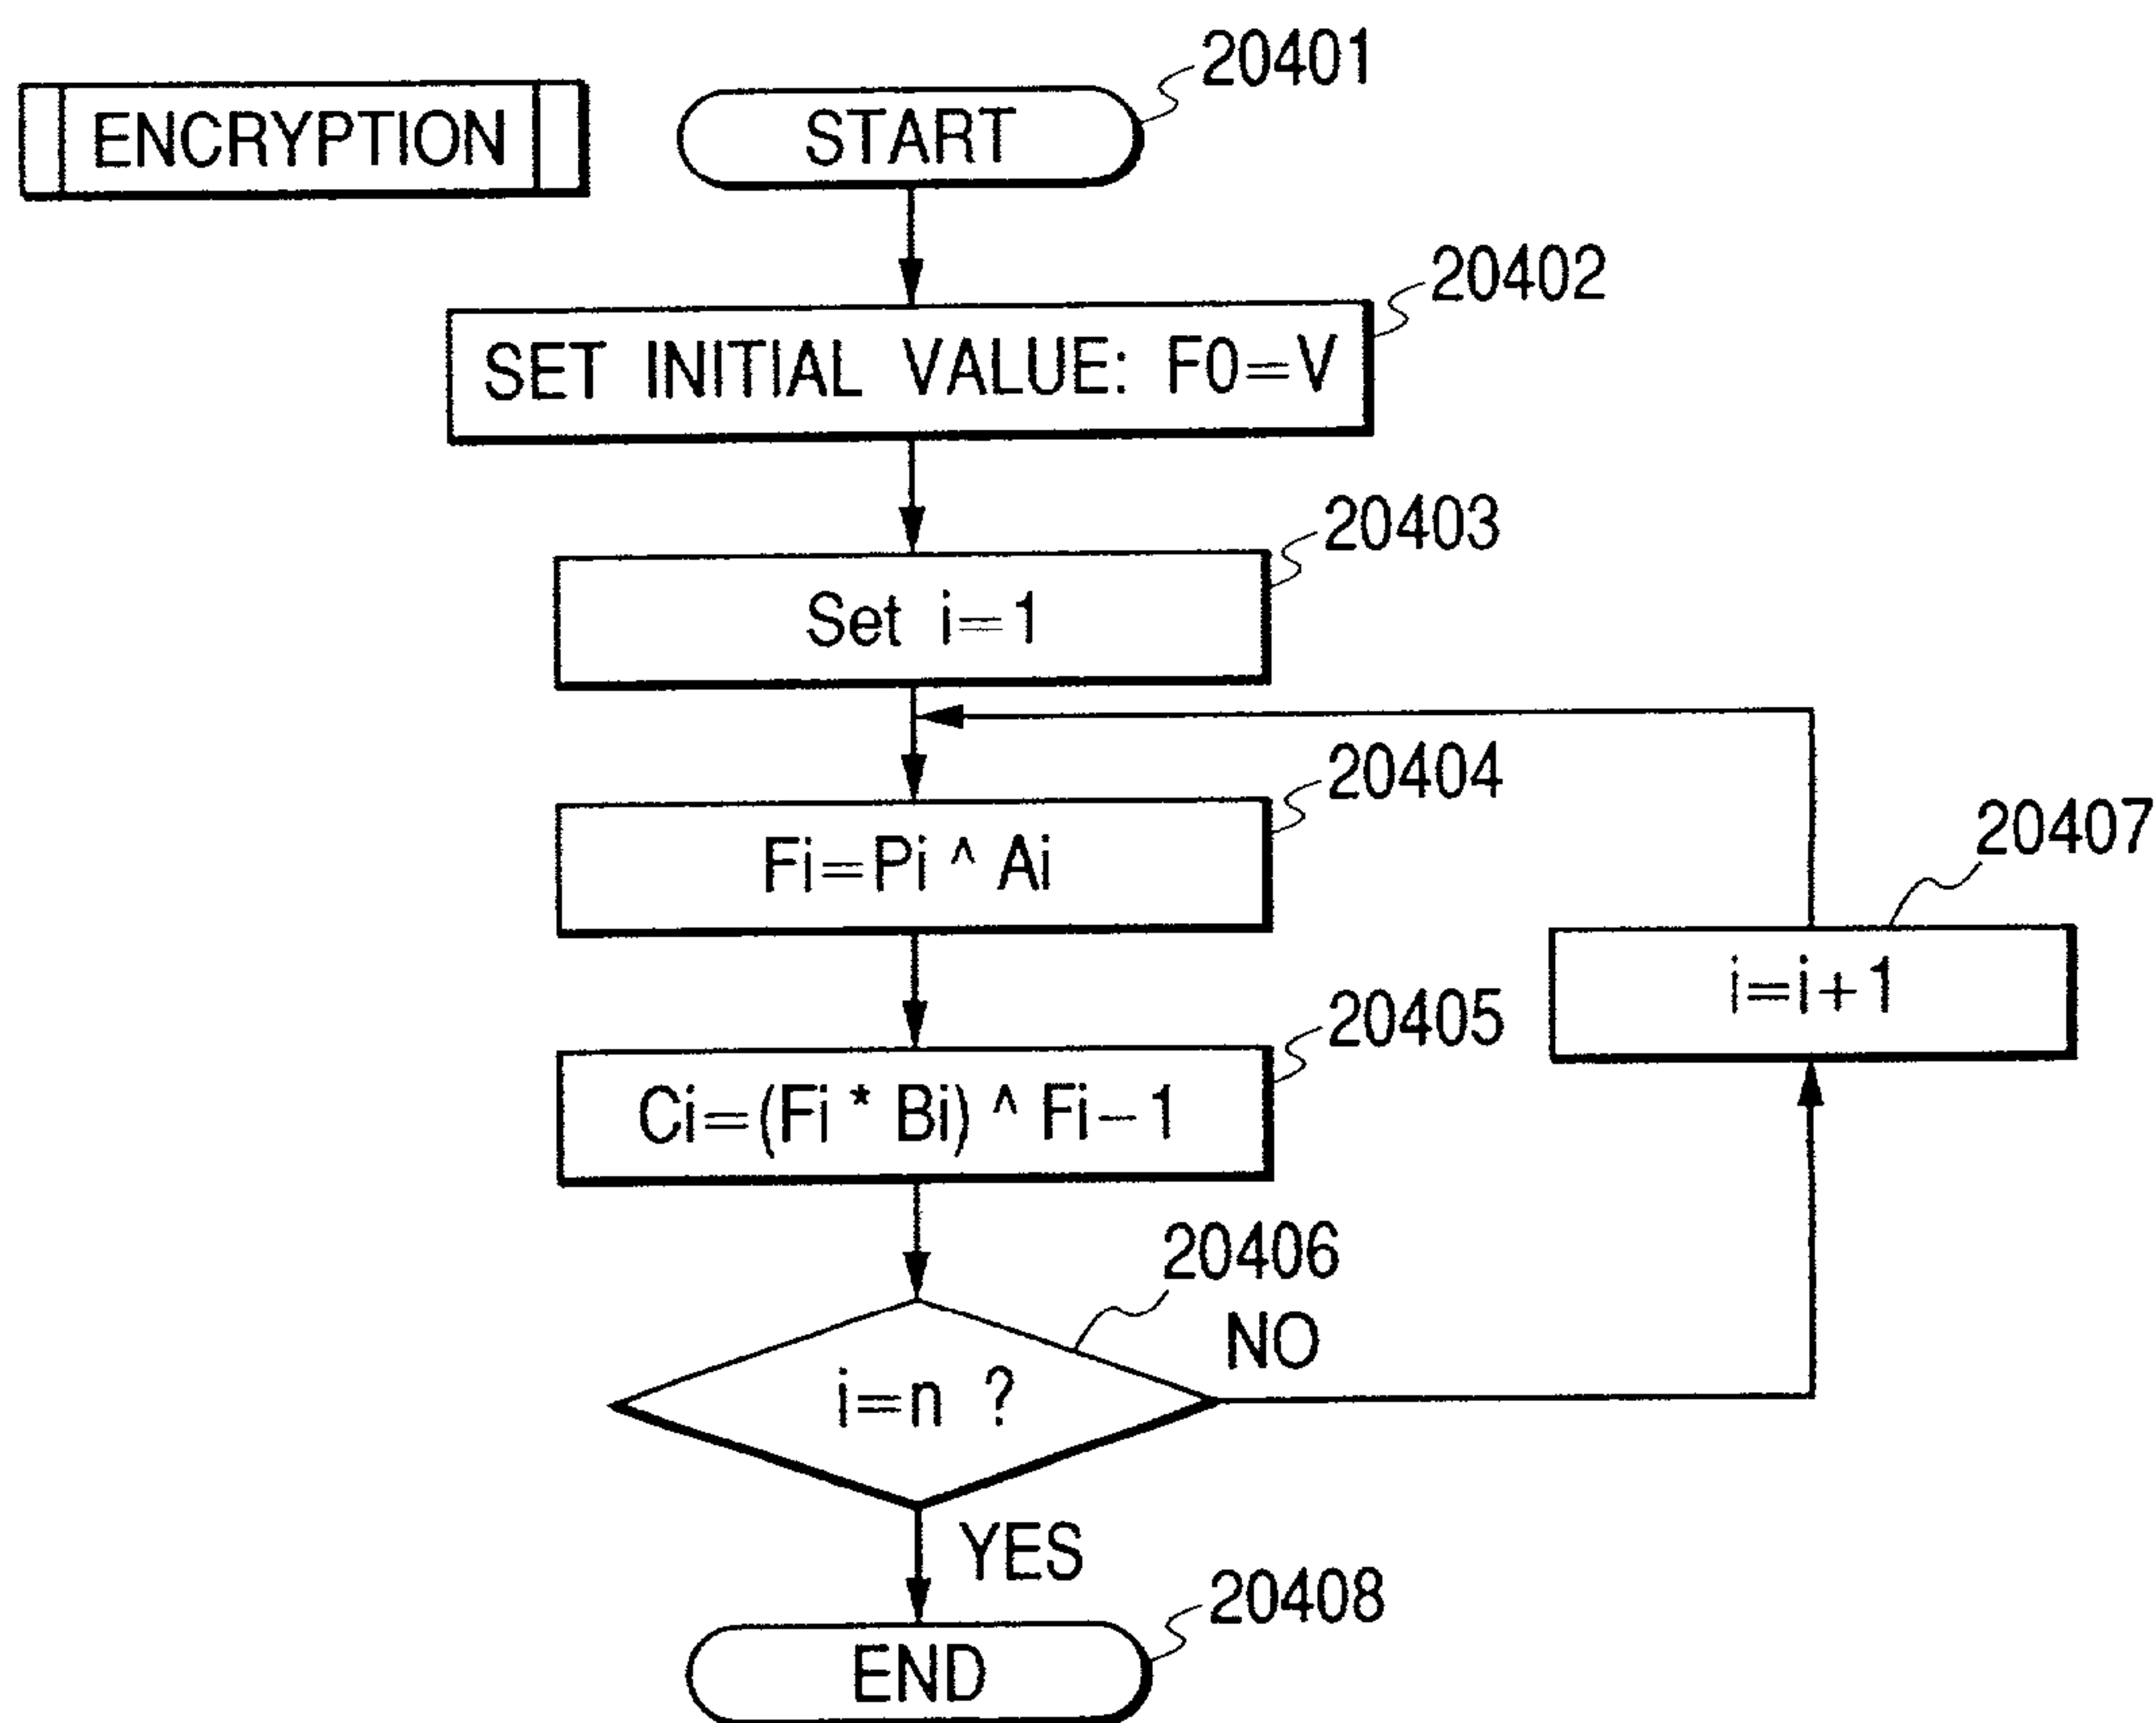 ENCRYPTION
START
20401
SET INITIAL VALUE: F0=V
20402
Set i=1
20403
Fi=Pi ^ Ai
20404
i=i+1
20407
Ci=(Fi * Bi) ^ Fi-1
20405
i=n ?
20406
NO
YES
END
20408